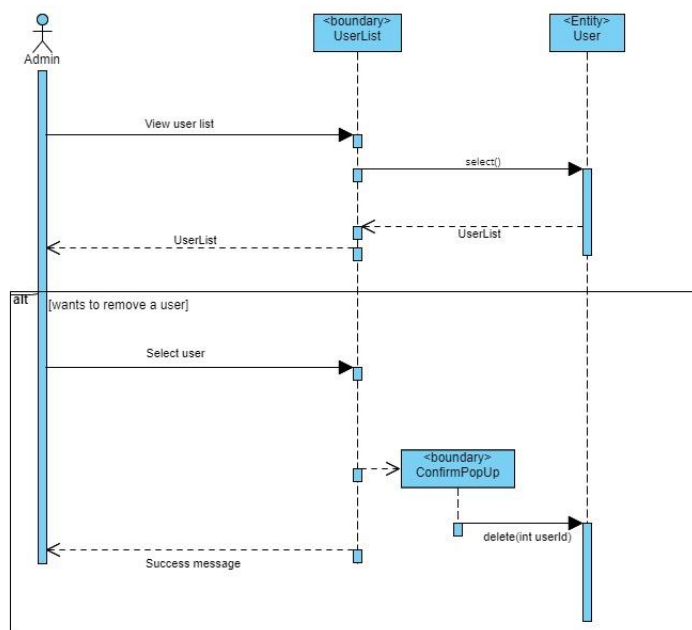 Admin
<boundary>
UserList
<Entity>
User
View user list
select()
UserList
UserList
alt
[wants to remove a user]
Select user
<boundary>
ConfirmPopUp
delete(int userId)
Success message